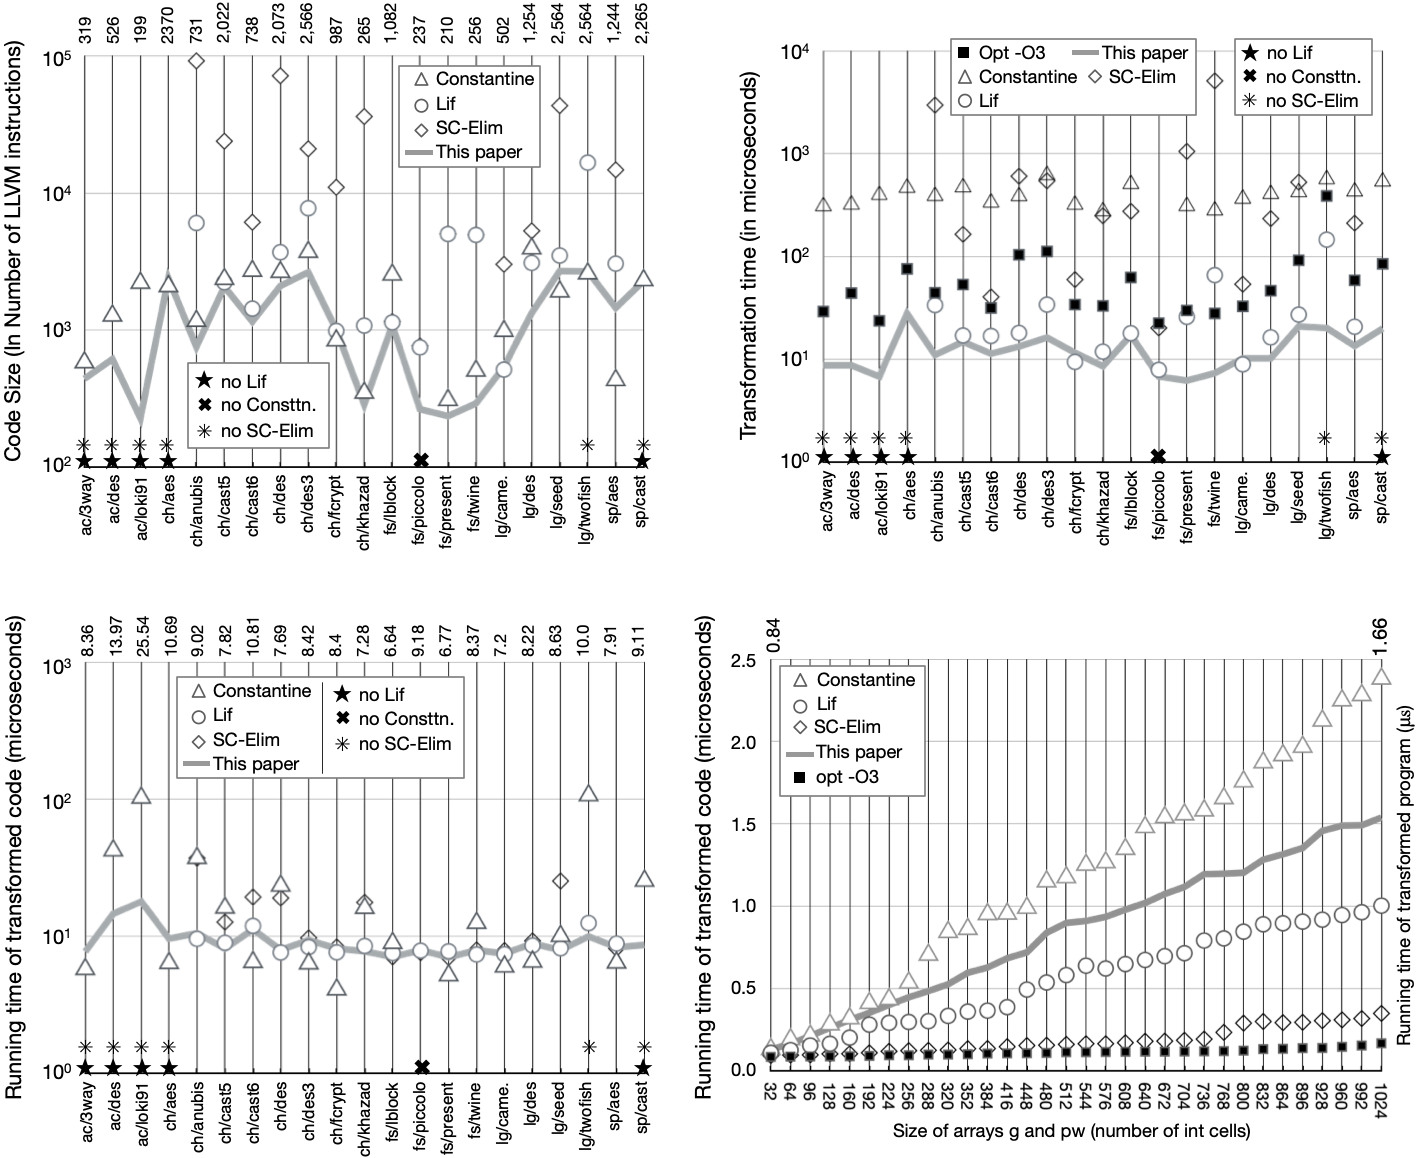 319 526 199 2370 731 2,022 738 2,073 2,566 987 265 1,082 237 210 256 502 1,254 2,564 2,564 1,244 2,265
Code Size (In Number of LLVM instructions)
10^5
10^4
10^3
10^2
Constantine
Lif
SC-Elim
This paper
no Lif
no Consttn.
no SC-Elim
ac/3way ac/des ac/loki91 ch/aes ch/anubis ch/cast5 ch/cast6 ch/des ch/des3 ch/fcrypt ch/khazad fs/lblock fs/piccolo fs/present fs/twine lg/came. lg/des lg/seed lg/twofish sp/aes sp/cast
Transformation time (in microseconds)
10^4
10^3
10^2
10^1
10^0
Opt -O3 This paper
Constantine SC-Elim
Lif
no Lif
no Consttn.
no SC-Elim
ac/3way ac/des ac/loki91 ch/aes ch/anubis ch/cast5 ch/cast6 ch/des ch/des3 ch/fcrypt ch/khazad fs/lblock fs/piccolo fs/present fs/twine lg/came. lg/des lg/seed lg/twofish sp/aes sp/cast
8.36 13.97 25.54 10.69 9.02 7.82 10.81 7.69 8.42 8.4 7.28 6.64 9.18 6.77 8.37 7.2 8.22 8.63 10.0 7.91 9.11
Running time of transformed code (microseconds)
10^3
10^2
10^1
10^0
Constantine
Lif
SC-Elim
This paper
no Lif
no Consttn.
no SC-Elim
ac/3way ac/des ac/loki91 ch/aes ch/anubis ch/cast5 ch/cast6 ch/des ch/des3 ch/fcrypt ch/khazad fs/lblock fs/piccolo fs/present fs/twine lg/came. lg/des lg/seed lg/twofish sp/aes sp/cast
0.84 1.66
Running time of transformed code (microseconds)
2.5
2.0
1.5
1.0
0.5
0.0
Constantine
Lif
SC-Elim
This paper
opt -O3
Running time of transformed program (μs)
32 64 96 128 160 192 224 256 288 320 352 384 416 448 480 512 544 576 608 640 672 704 736 768 800 832 864 896 928 960 992 1024
Size of arrays g and pw (number of int cells)